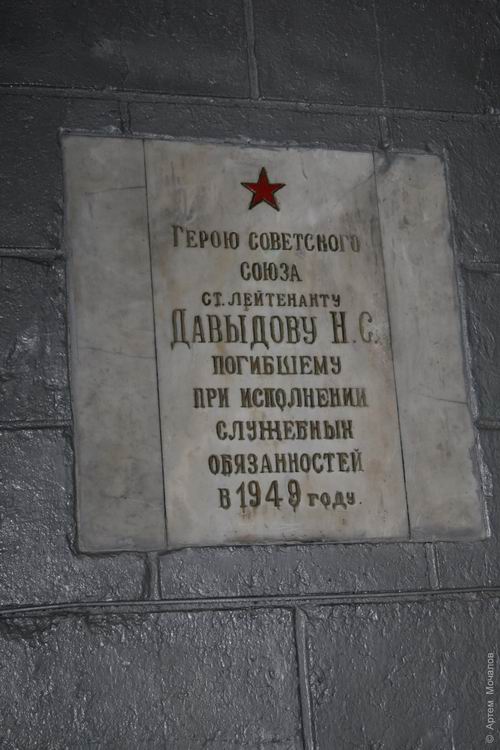 Герою Советского
Союза
ст. лейтенанту
Давыдову Н. С.
погибшему
при исполнении
служебных
обязанностей
в 1949 году.
© Артем Мочалов